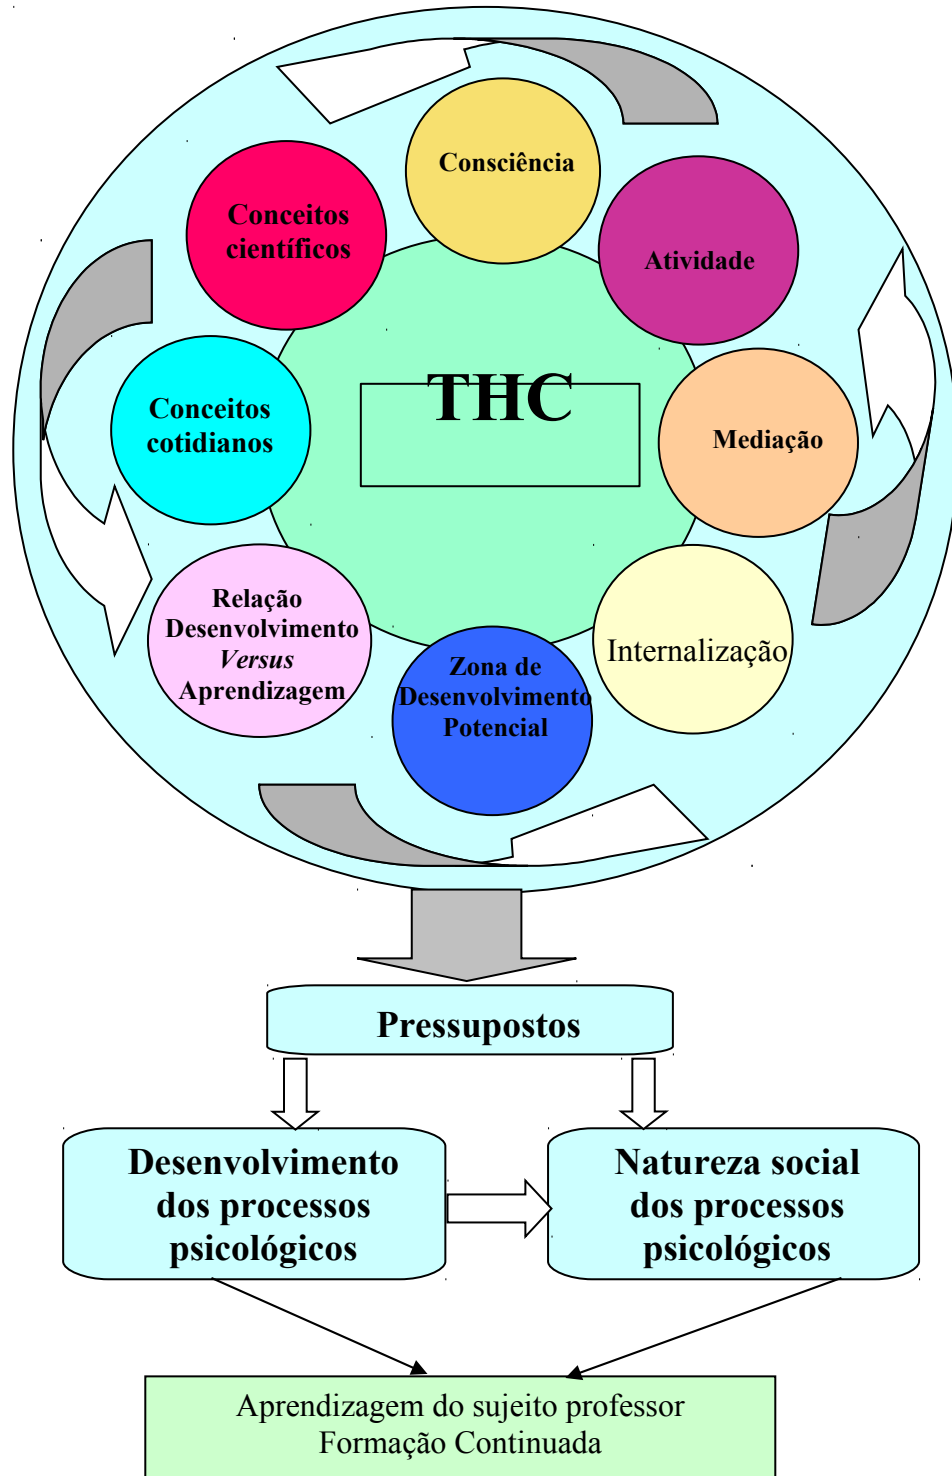 Consciência
Conceitos
científicos
Atividade
THC
Conceitos
cotidianos
Mediação
Relação
Desenvolvimento
Versus
Aprendizagem
Internalização
Zona de
Desenvolvimento
Potencial
Pressupostos
Desenvolvimento
dos processos
psicológicos
Natureza social
dos processos
psicológicos
Aprendizagem do sujeito professor
Formação Continuada